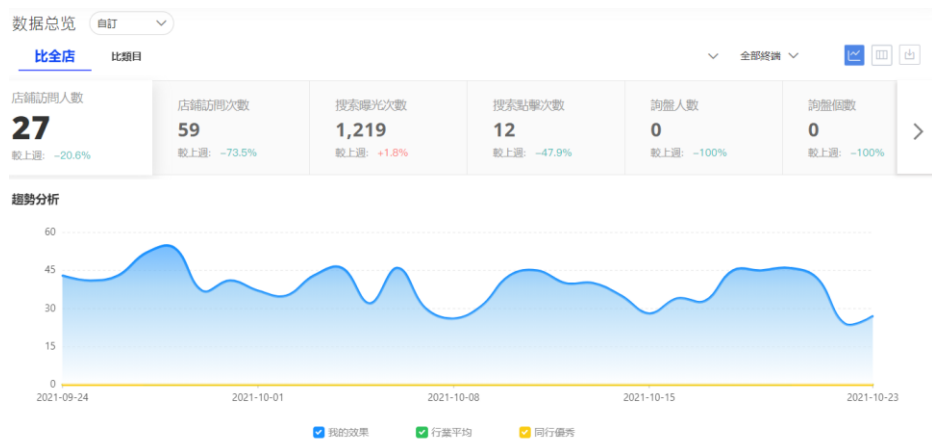 数据总览 自訂
比全店 比類目 全部終端
店鋪訪問人數 店鋪訪問次數 搜索曝光次數 搜索點擊次數 詢盤人數 詢盤個數
27 59 1,219 12 0 0
較上週: -20.6% 較上週: -73.5% 較上週: +1.8% 較上週: -47.9% 較上週: -100% 較上週: -100%
趨勢分析
60
45
30
15
0
2021-09-24 2021-10-01 2021-10-08 2021-10-15 2021-10-23
我的效果 行業平均 同行優秀